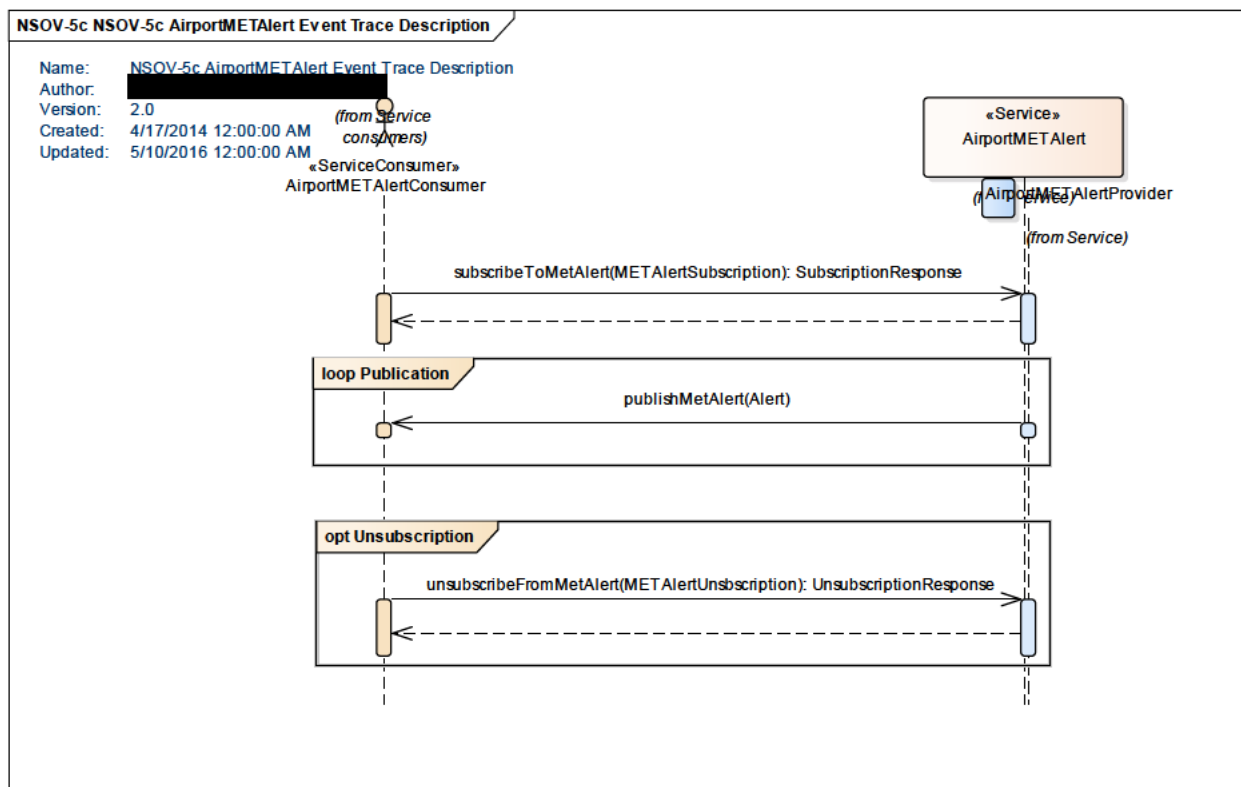 NSOV-5c NSOV-5c AirportMETAlert Event Trace Description
Name: NSOV-5c AirportMETAlert Event Trace Description
Author:
Version: 2.0
Created: 4/17/2014 12:00:00 AM
Updated: 5/10/2016 12:00:00 AM
(from Service
consumers)
«ServiceConsumer»
AirportMETAlertConsumer
«Service»
AirportMETAlert
AirportMETAlertProvider
(from Service)
subscribeToMetAlert(METAlertSubscription): SubscriptionResponse
loop Publication
publishMetAlert(Alert)
opt Unsubscription
unsubscribeFromMetAlert(METAlertUnsbscription): UnsubscriptionResponse